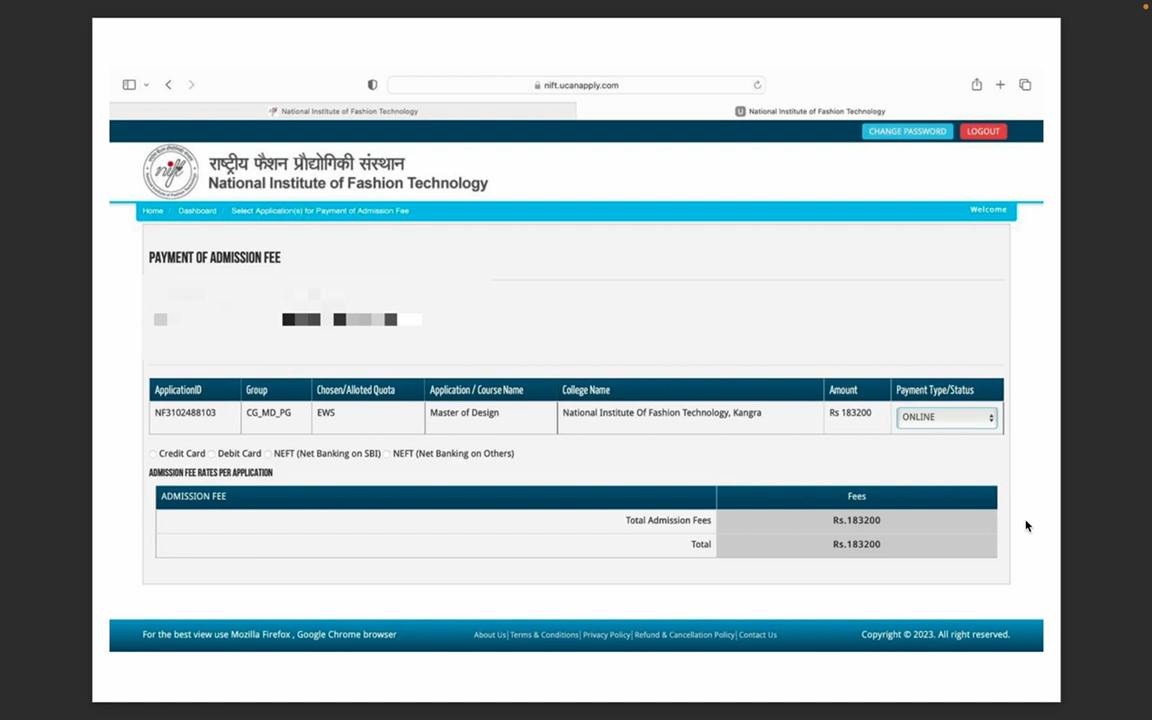 nift.ucanapply.com
National Institute of Fashion Technology
U National Institute of Fashion Technology
CHANGE PASSWORD LOGOUT
nift
राष्ट्रीय फैशन प्रौद्योगिकी संस्थान
National Institute of Fashion Technology
Home / Dashboard / Select Application(s) for Payment of Admission Fee Welcome
PAYMENT OF ADMISSION FEE
ApplicationID Group Chosen/Alloted Quota Application / Course Name College Name Amount Payment Type/Status
NF3102488103 CG_MD_PG EWS Master of Design National Institute Of Fashion Technology, Kangra Rs 183200 ONLINE
Credit Card Debit Card NEFT (Net Banking on SBI) NEFT (Net Banking on Others)
ADMISSION FEE RATES PER APPLICATION
ADMISSION FEE Fees
Total Admission Fees Rs.183200
Total Rs.183200
For the best view use Mozilla Firefox , Google Chrome browser About Us| Terms & Conditions| Privacy Policy| Refund & Cancellation Policy| Contact Us Copyright © 2023. All right reserved.